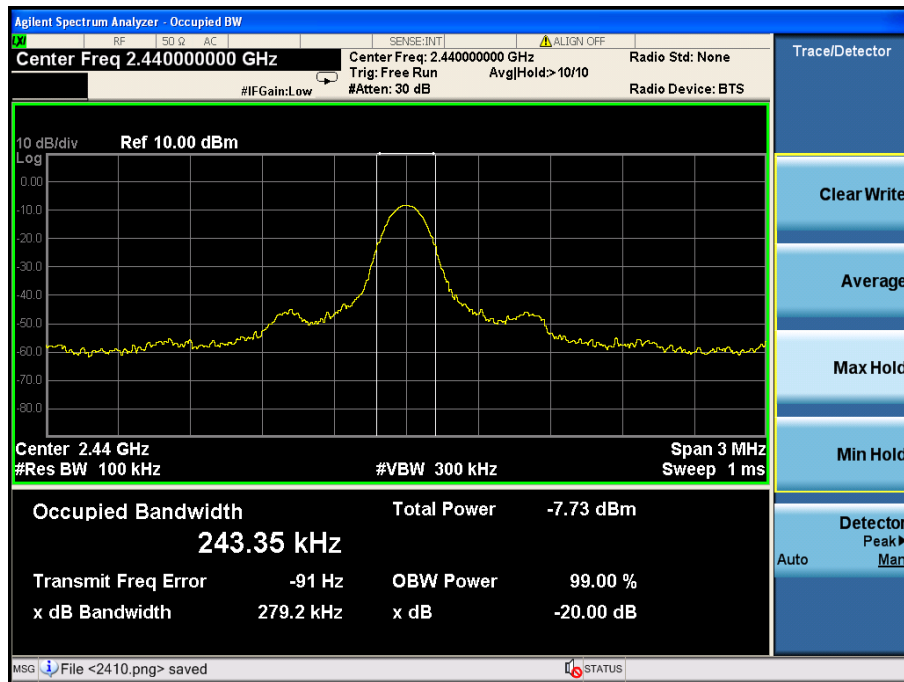 Agilent Spectrum Analyzer - Occupied BW
LXI RF 50 Ω AC SENSE:INT ALIGN OFF
Center Freq 2.440000000 GHz
Center Freq: 2.440000000 GHz Radio Std: None
Trig: Free Run Avg|Hold:>10/10
#IFGain:Low #Atten: 30 dB Radio Device: BTS
10 dB/div Ref 10.00 dBm
Log
0.00
-10.0
-20.0
-30.0
-40.0
-50.0
-60.0
-70.0
-80.0
Center 2.44 GHz Span 3 MHz
#Res BW 100 kHz #VBW 300 kHz Sweep 1 ms
Occupied Bandwidth Total Power -7.73 dBm
243.35 kHz
Transmit Freq Error -91 Hz OBW Power 99.00 %
x dB Bandwidth 279.2 kHz x dB -20.00 dB
MSG File <2410.png> saved STATUS
Trace/Detector
Clear Write
Average
Max Hold
Min Hold
Detector
Peak▶
Auto Man